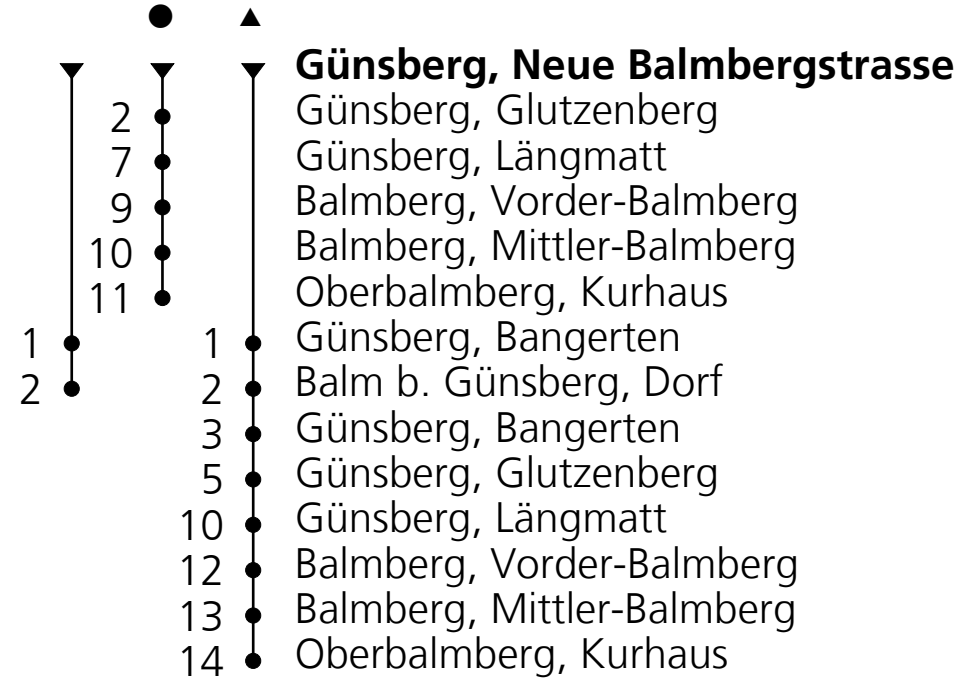 Günsberg, Neue Balmbergstrasse
2 Günsberg, Glutzenberg
7 Günsberg, Längmatt
9 Balmberg, Vorder-Balmberg
10 Balmberg, Mittler-Balmberg
11 Oberbalmberg, Kurhaus
1 1 Günsberg, Bangerten
2 2 Balm b. Günsberg, Dorf
3 Günsberg, Bangerten
5 Günsberg, Glutzenberg
10 Günsberg, Längmatt
12 Balmberg, Vorder-Balmberg
13 Balmberg, Mittler-Balmberg
14 Oberbalmberg, Kurhaus